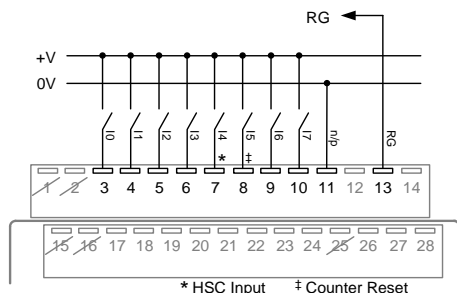 RG
+V
0V
I0 I1 I2 I3 I4 I5 I6 I7 n/p RG
* ‡
1 2 3 4 5 6 7 8 9 10 11 12 13 14
15 16 17 18 19 20 21 22 23 24 25 26 27 28
* HSC Input ‡ Counter Reset